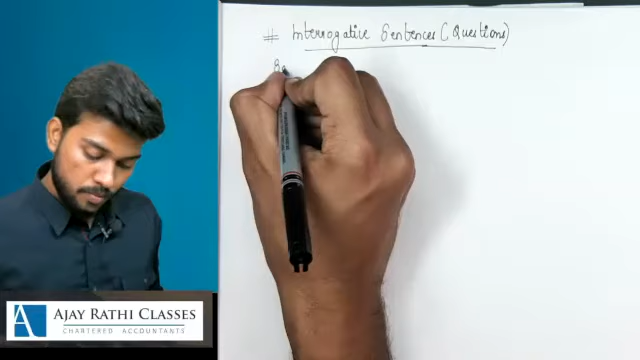 # Interrogative Sentences (Questions)
AJAY RATHI CLASSES
CHARTERED ACCOUNTANTS